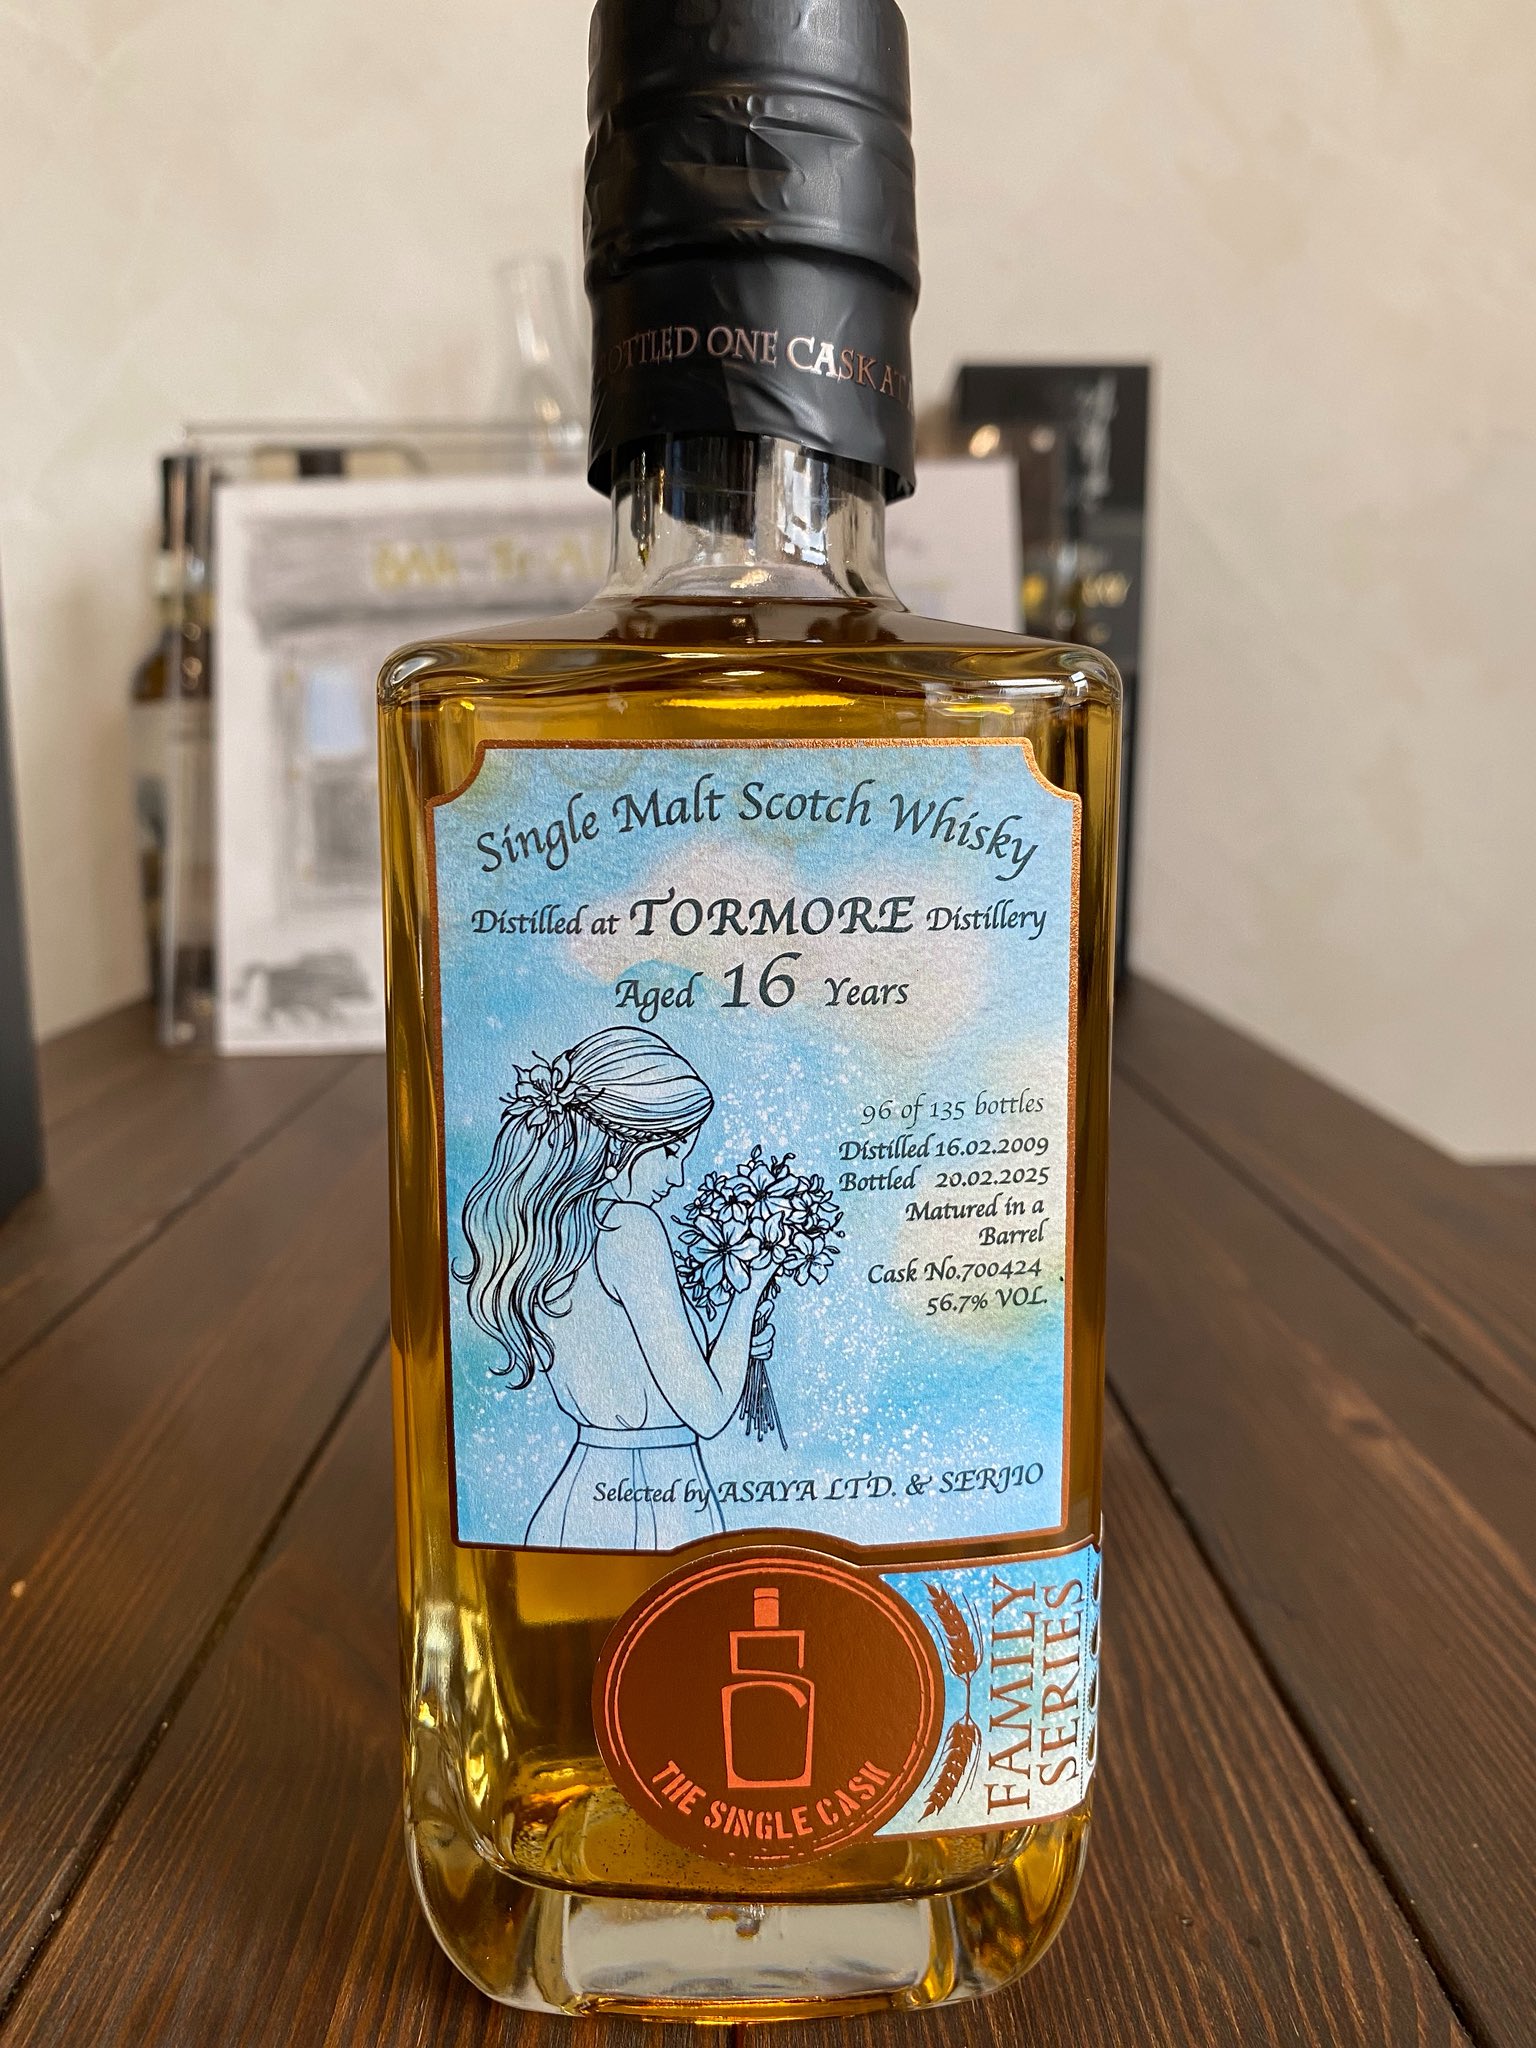 BOTTLED ONE CASK AT
Single Malt Scotch Whisky
Distilled at TORMORE Distillery
Aged 16 Years
96 of 135 bottles
Distilled 16.02.2009
Bottled 20.02.2025
Matured in a
Barrel
Cask No.700424
56.7% VOL.
Selected by ASAYA LTD. & SERJIO
THE SINGLE CASK
FAMILY
SERIES